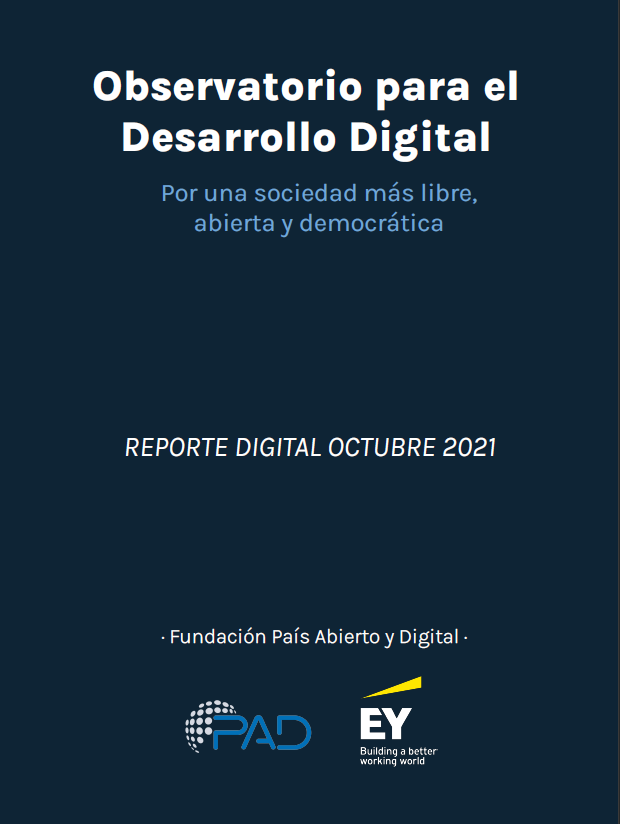 Observatorio para el
Desarrollo Digital
Por una sociedad más libre,
abierta y democrática
REPORTE DIGITAL OCTUBRE 2021
· Fundación País Abierto y Digital ·
PAD
EY
Building a better
working world